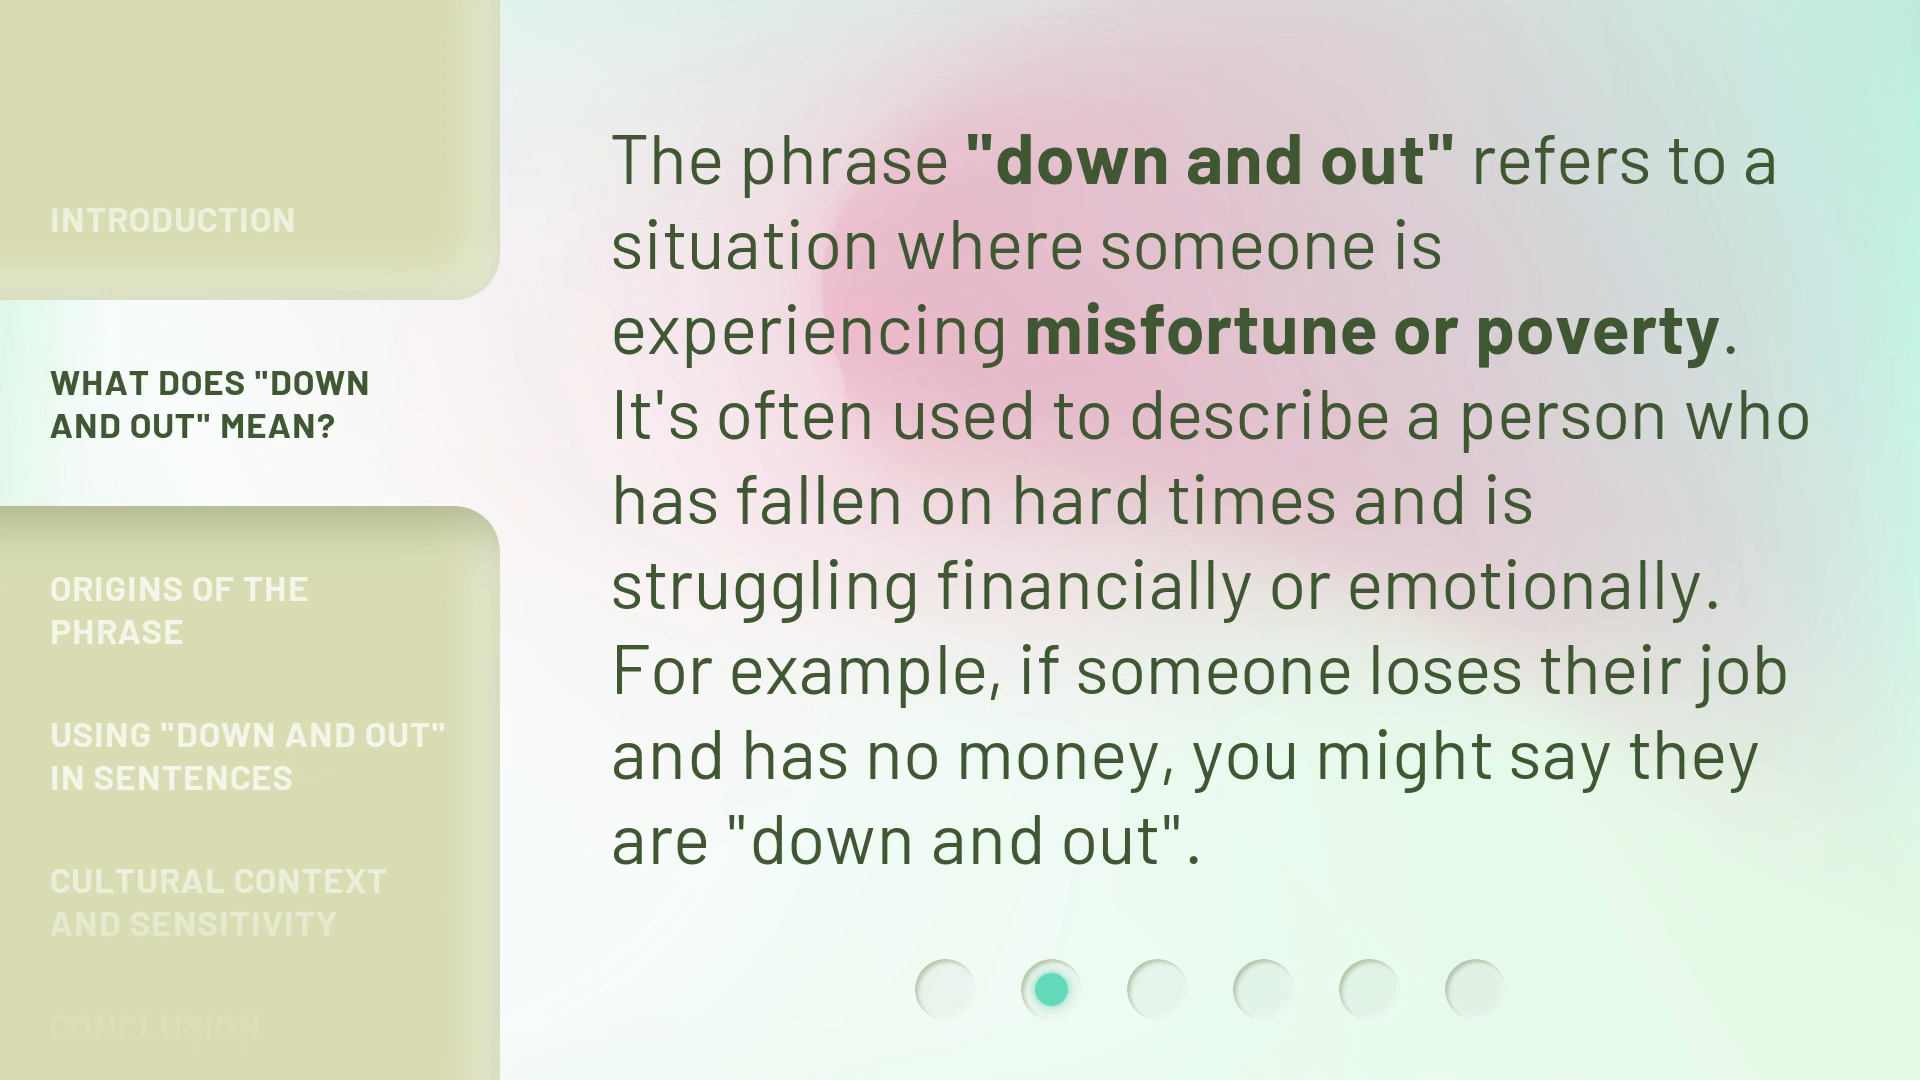 INTRODUCTION
WHAT DOES "DOWN
AND OUT" MEAN?
ORIGINS OF THE
PHRASE
USING "DOWN AND OUT"
IN SENTENCES
CULTURAL CONTEXT
AND SENSITIVITY
CONCLUSION
The phrase "down and out" refers to a
situation where someone is
experiencing misfortune or poverty.
It's often used to describe a person who
has fallen on hard times and is
struggling financially or emotionally.
For example, if someone loses their job
and has no money, you might say they
are "down and out".